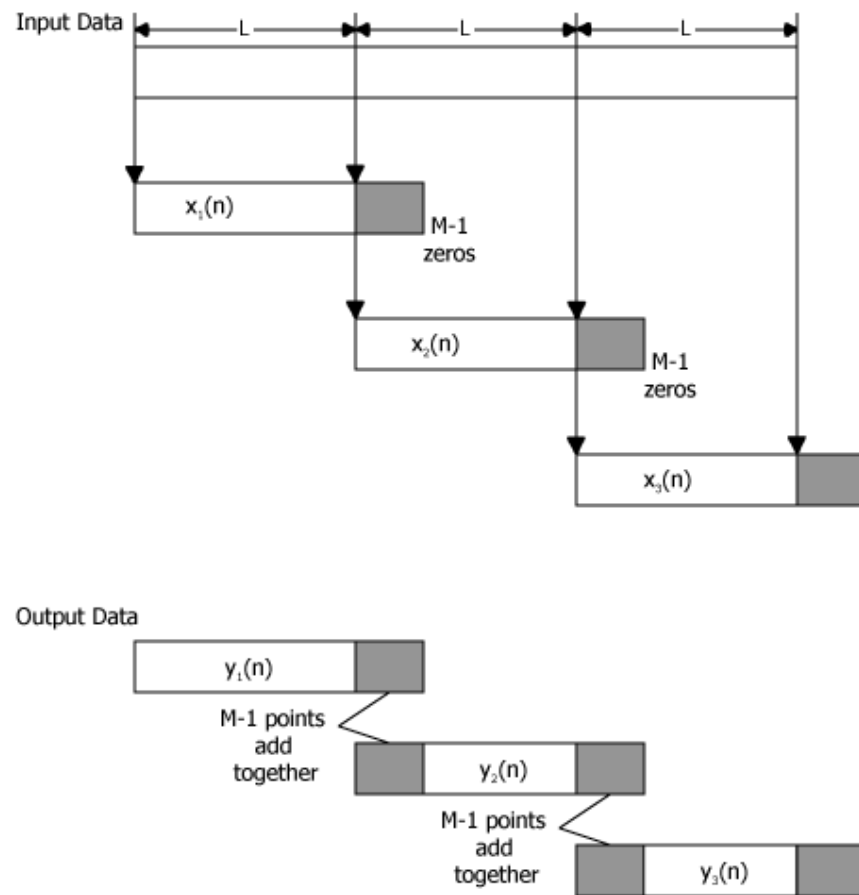 Input Data
L L L
x₁(n)
M-1
zeros
x₂(n)
M-1
zeros
x₃(n)
Output Data
y₁(n)
M-1 points
add
together
y₂(n)
M-1 points
add
together
y₃(n)